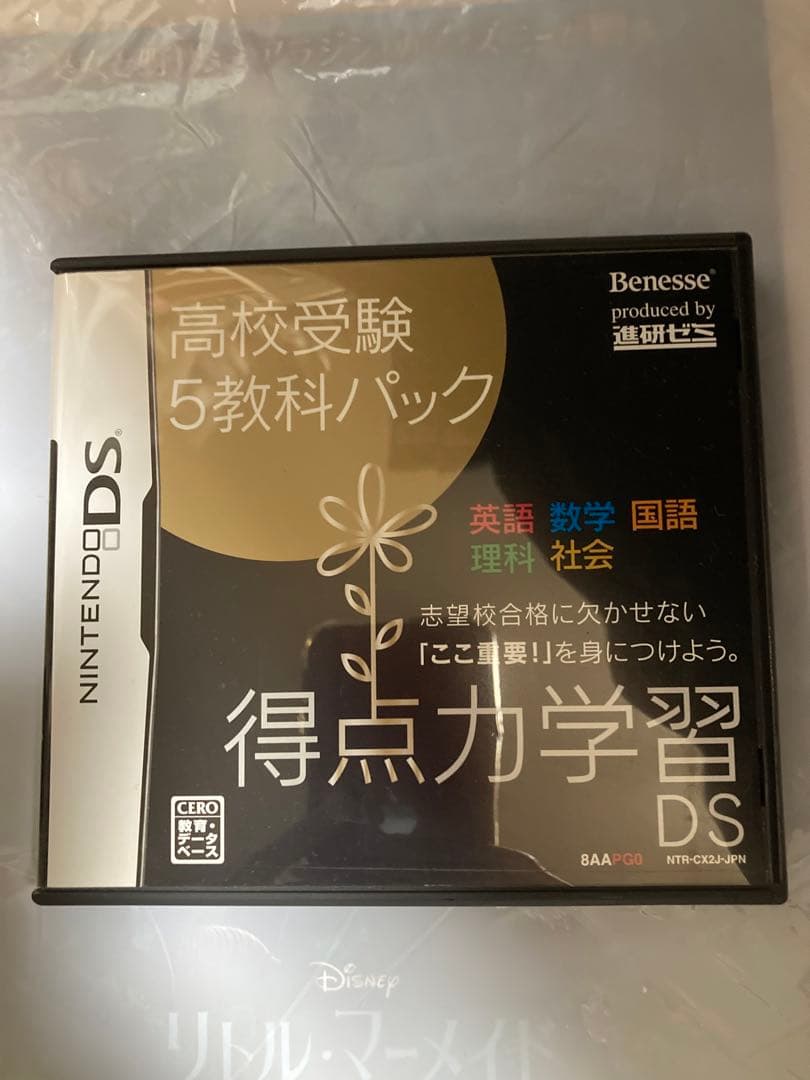 高校受験
5教科パック
Benesse®
produced by
進研ゼミ
NINTENDO DS®
英語 数学 国語
理科 社会
志望校合格に欠かせない
「ここ重要!」を身につけよう。
得点力学習
DS
CERO
教育・
データ
ベース
8AAPG0 NTR-CX2J-JPN
Disney
リトル・マーメイド